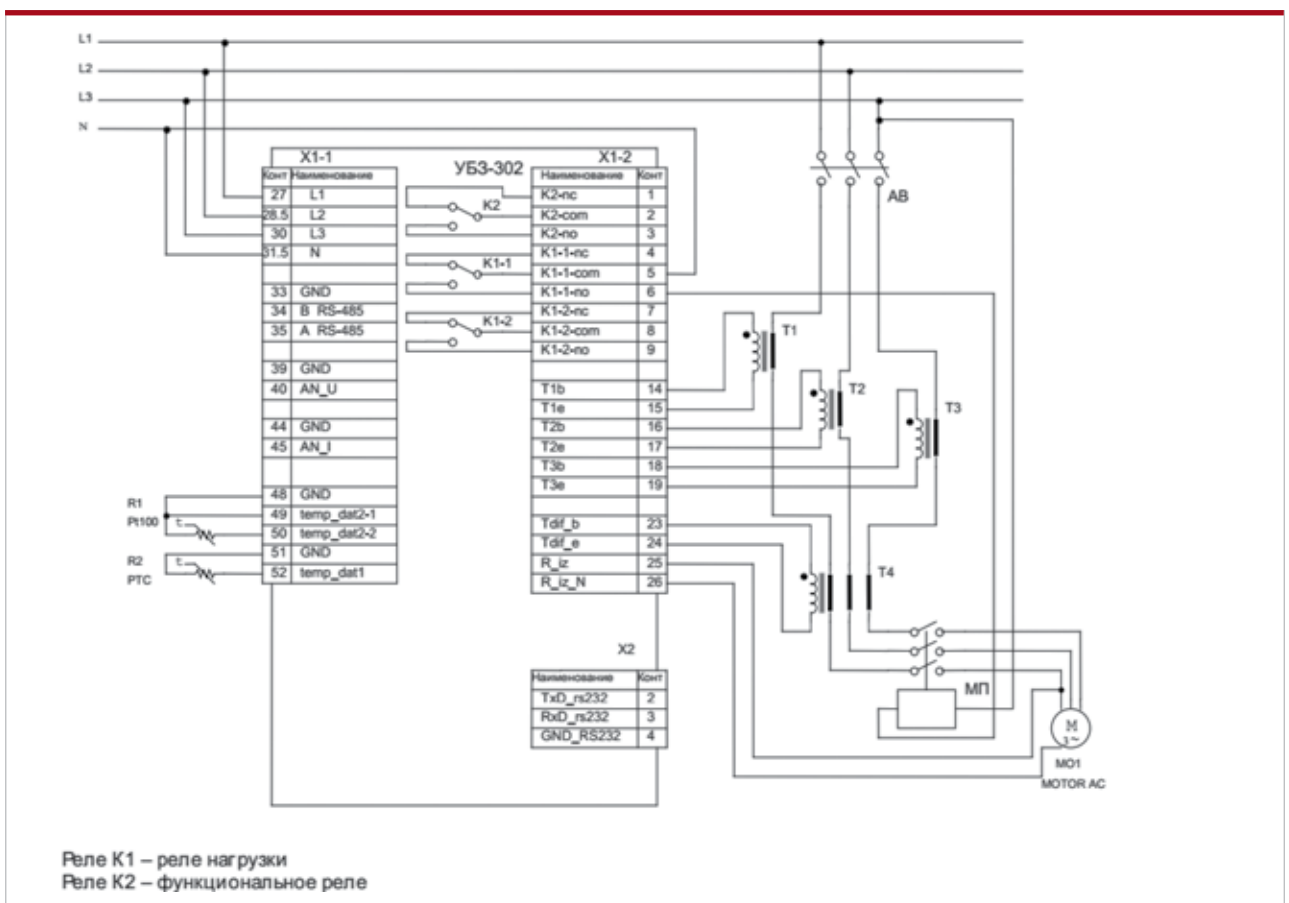 L1
L2
L3
N
УБЗ-302
X1-1
Конт Наименование
27 L1
28.5 L2
30 L3
31.5 N
33 GND
34 B RS-485
35 A RS-485
39 GND
40 AN_U
44 GND
45 AN_I
48 GND
49 temp_dat2-1
50 temp_dat2-2
51 GND
52 temp_dat1
R1
Pt100
t
R2
PTC
t
K2
K1-1
K1-2
X1-2
Наименование Конт
K2-nc 1
K2-com 2
K2-no 3
K1-1-nc 4
K1-1-com 5
K1-1-no 6
K1-2-nc 7
K1-2-com 8
K1-2-no 9
T1b 14
T1e 15
T2b 16
T2e 17
T3b 18
T3e 19
Tdif_b 23
Tdif_e 24
R_iz 25
R_iz_N 26
X2
Наименование Конт
TxD_rs232 2
RxD_rs232 3
GND_RS232 4
АВ
T1
T2
T3
T4
МП
M
3~
MO1
MOTOR AC
Реле К1 – реле нагрузки
Реле К2 – функциональное реле